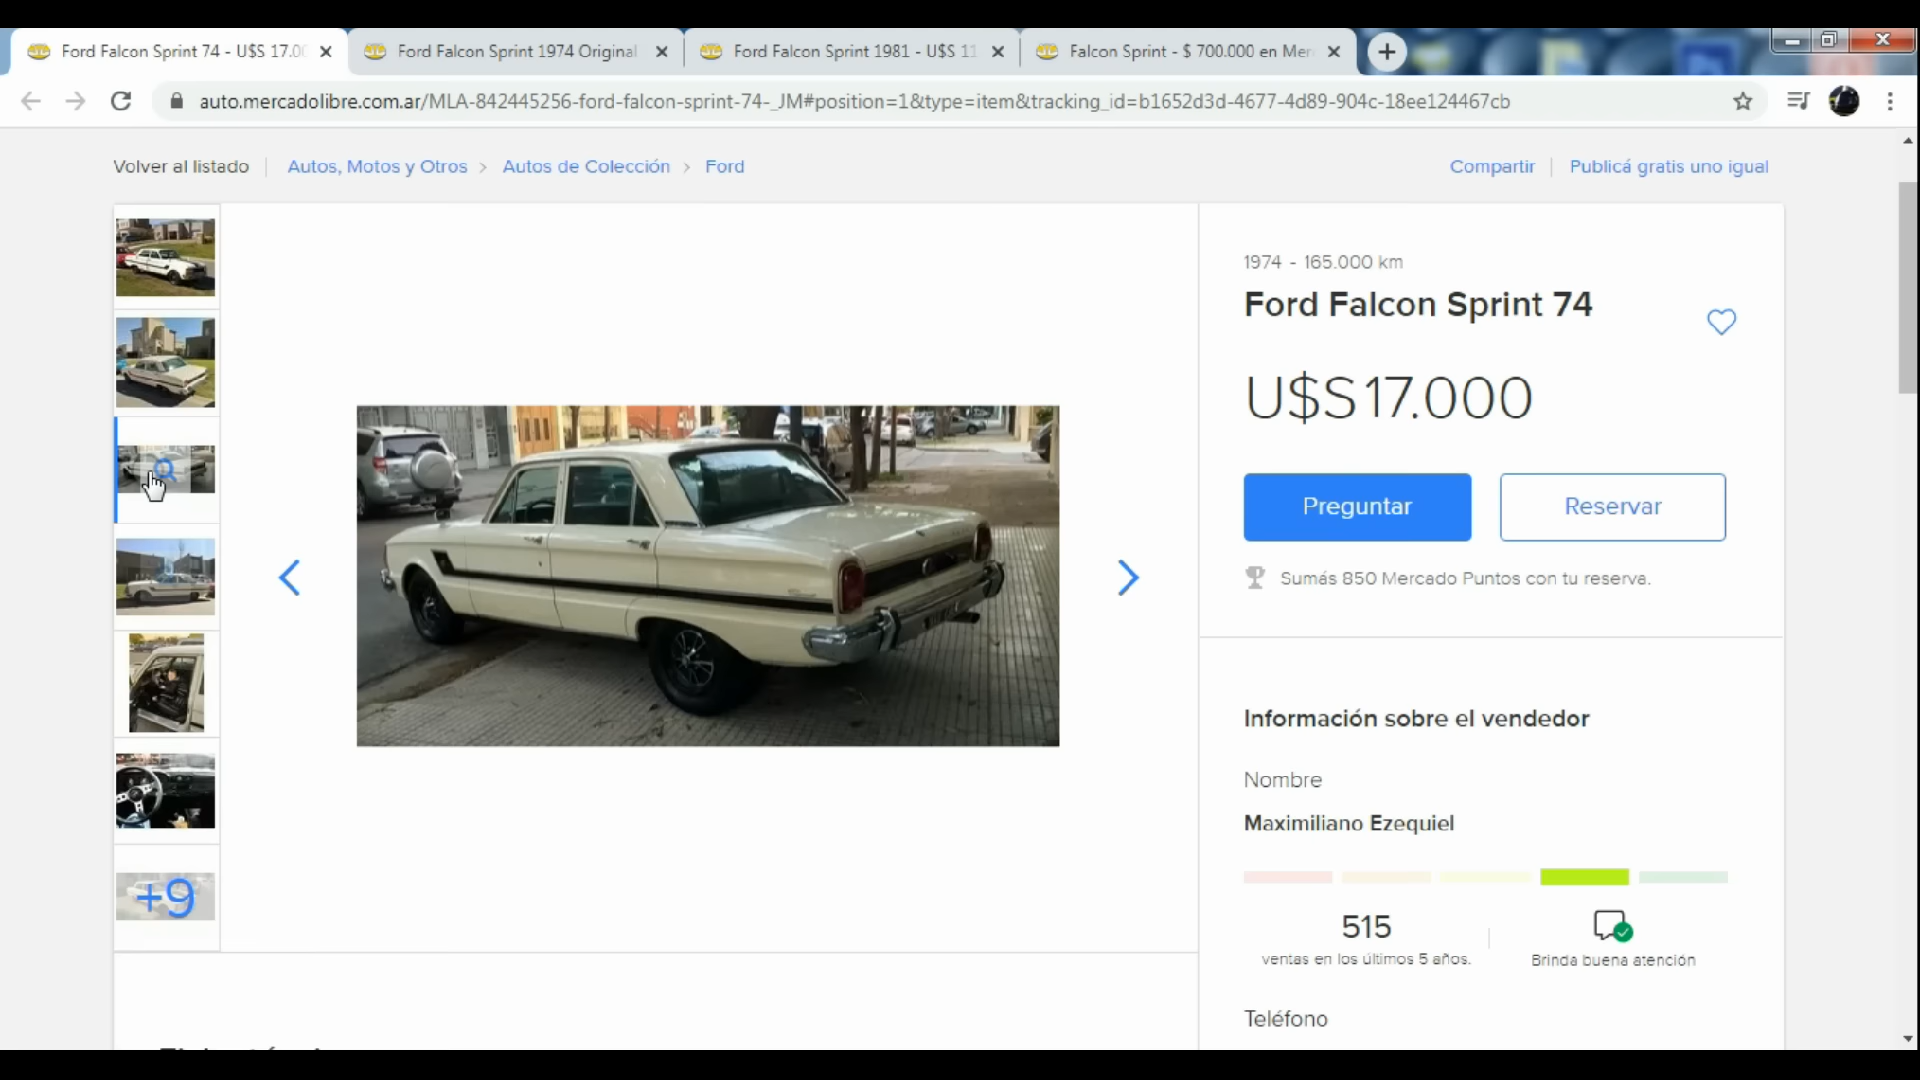 Ford Falcon Sprint 74 - U$S 17.00
Ford Falcon Sprint 1974 Original
Ford Falcon Sprint 1981 - U$S 11
Falcon Sprint - $ 700.000 en Mer
auto.mercadolibre.com.ar/MLA-842445256-ford-falcon-sprint-74-_JM#position=1&type=item&tracking_id=b1652d3d-4677-4d89-904c-18ee124467cb
Volver al listado
Autos, Motos y Otros > Autos de Colección > Ford
Compartir
Publicá gratis uno igual
1974 - 165.000 km
Ford Falcon Sprint 74
U$S 17.000
Preguntar
Reservar
Sumás 850 Mercado Puntos con tu reserva.
Información sobre el vendedor
Nombre
Maximiliano Ezequiel
515
ventas en los últimos 5 años.
Brinda buena atención
Teléfono
+9